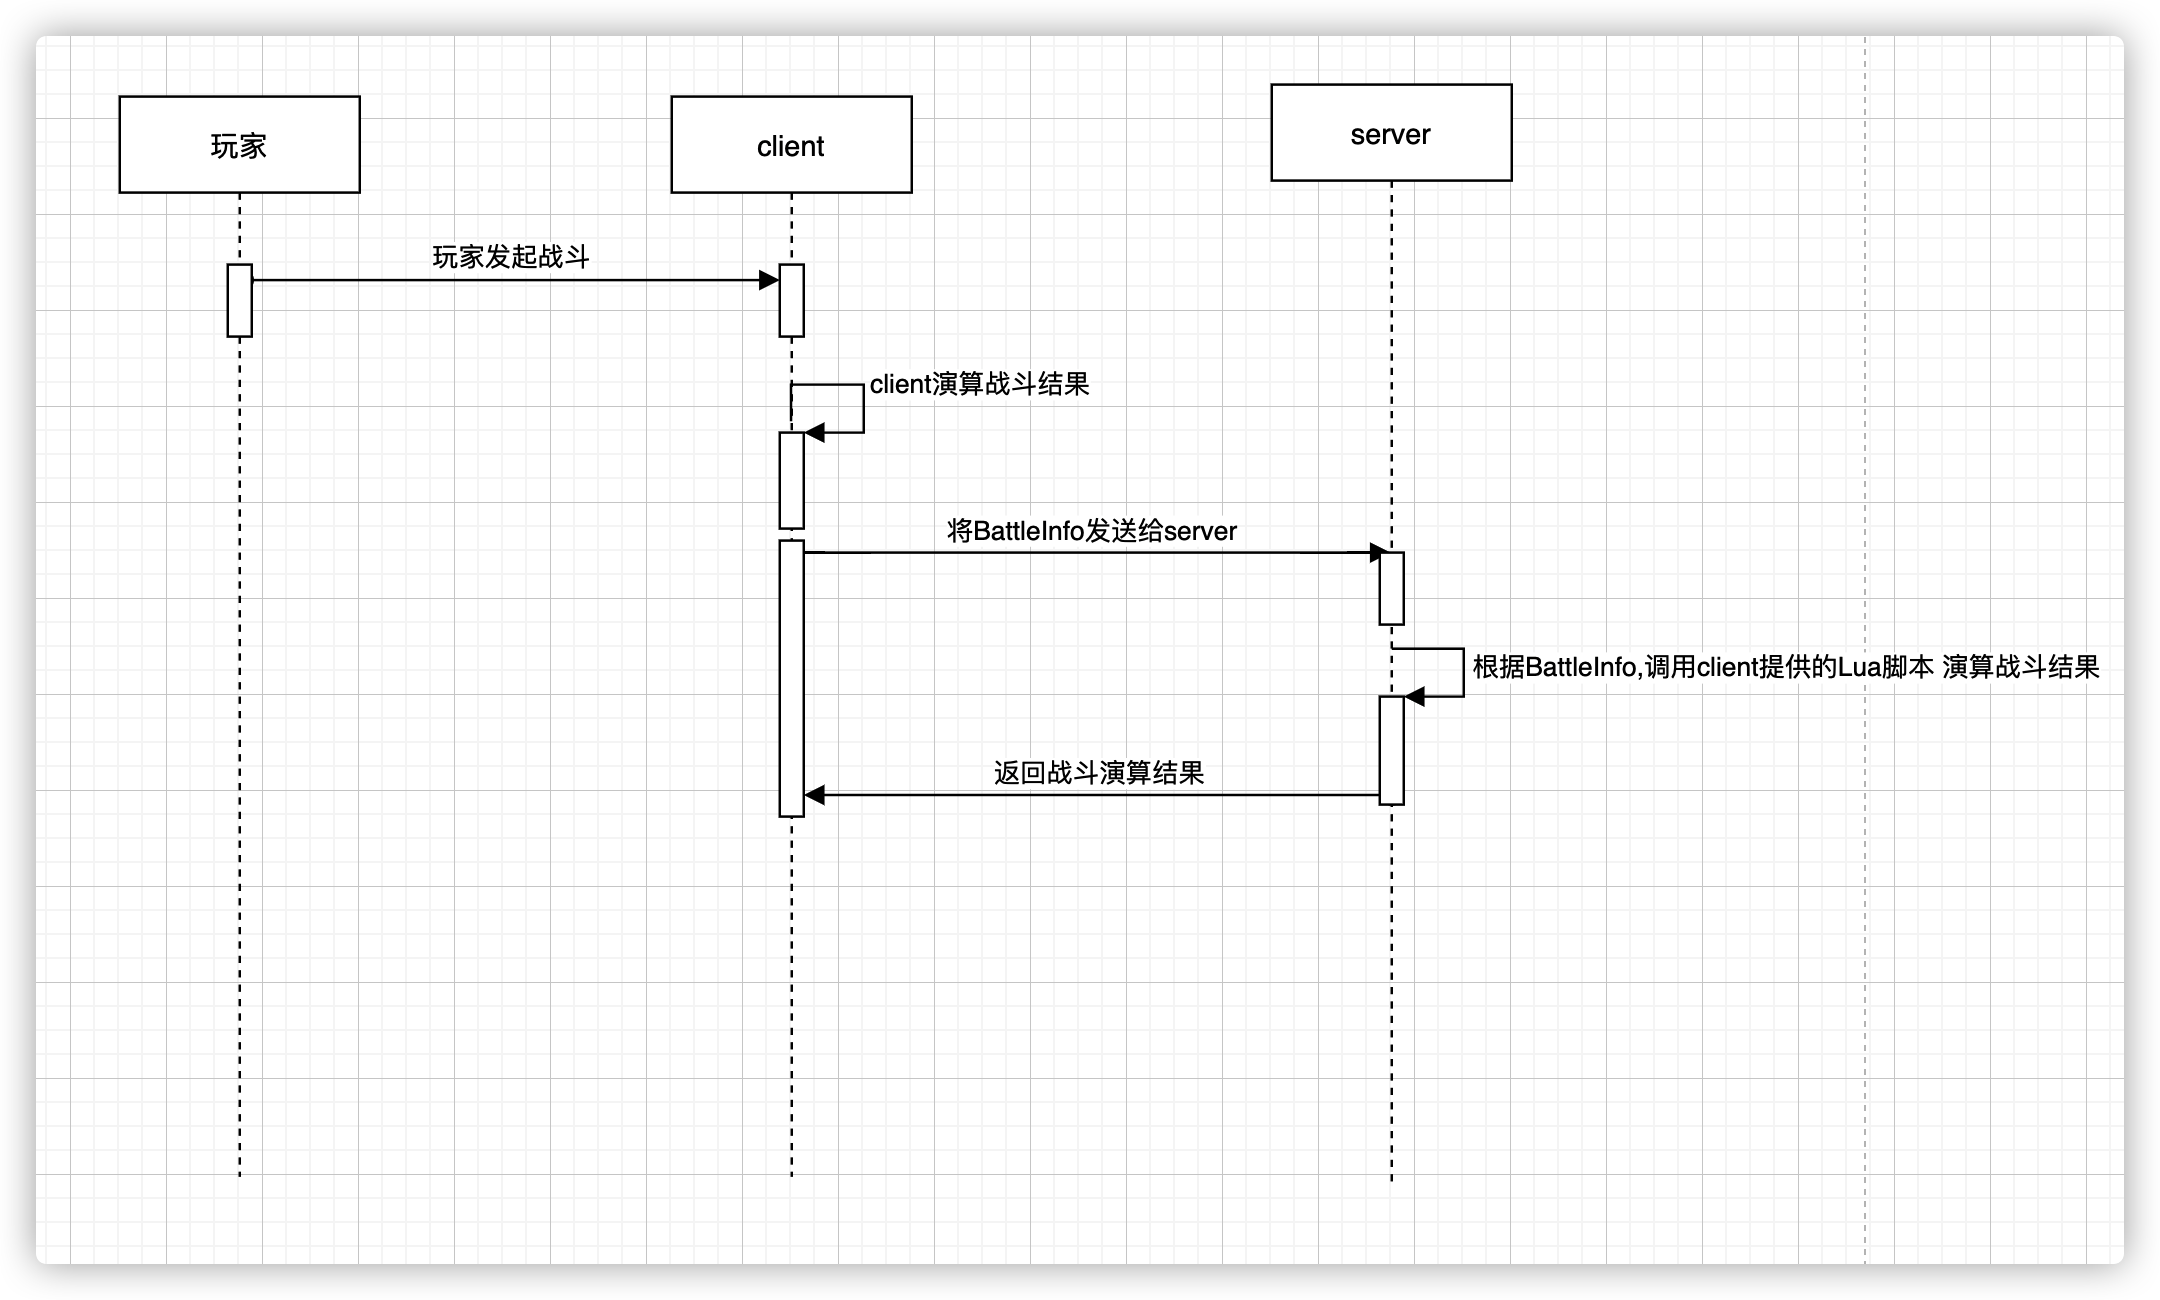 玩家
client
server
玩家发起战斗
client演算战斗结果
将BattleInfo发送给server
根据BattleInfo,调用client提供的Lua脚本 演算战斗结果
返回战斗演算结果